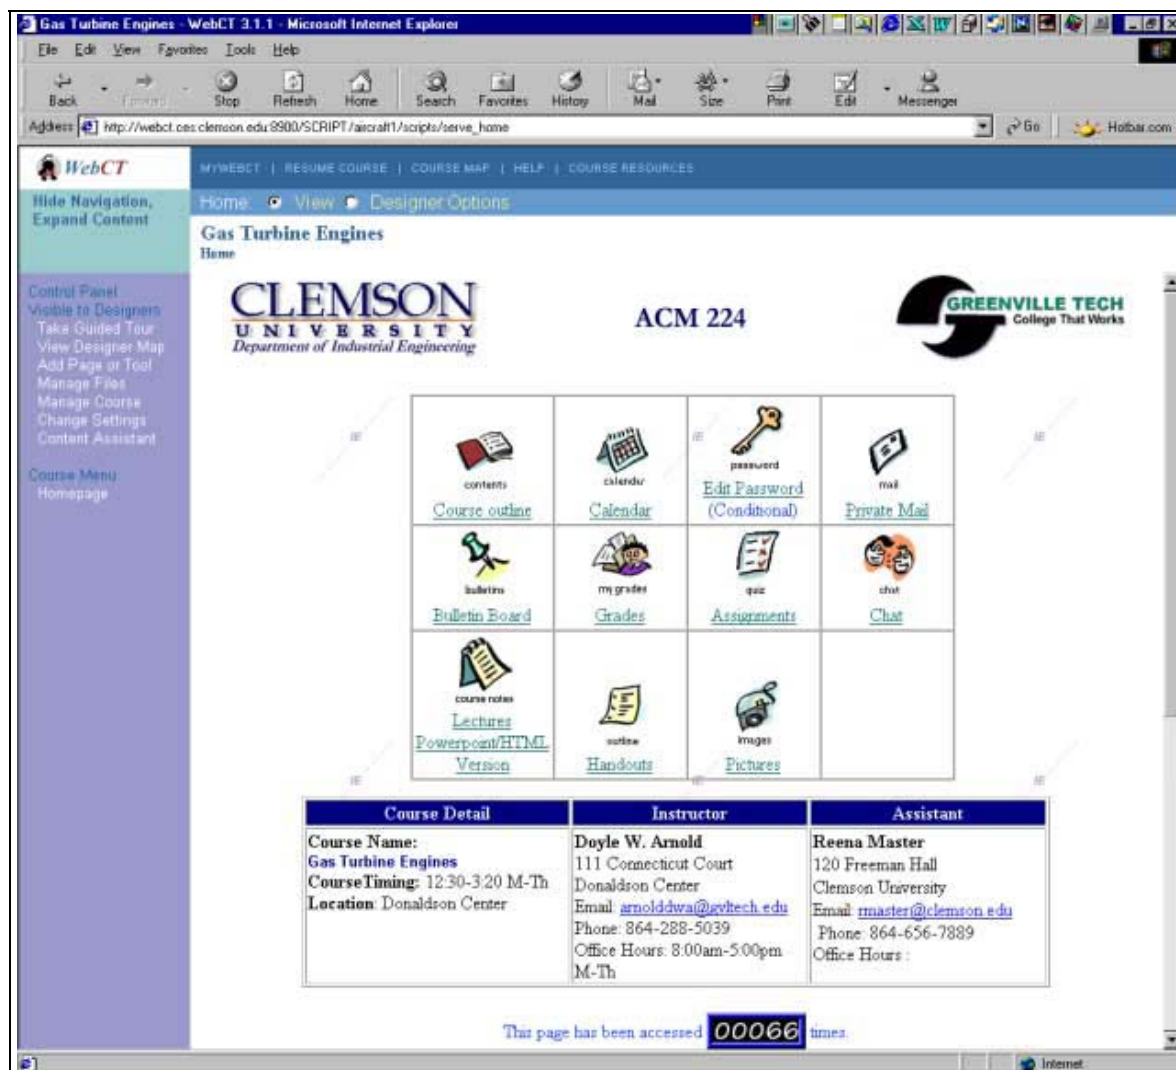 Gas Turbine Engines - WebCT 3.1.1 - Microsoft Internet Explorer
File Edit View Favorites Tools Help
Back Forward Stop Refresh Home Search Favorites History Mail Size Print Edit Messenger
Address http://webct.ces.clemson.edu:8900/SCRIPT/aircraft1/scripts/serve_home Go Hotbar.com
WebCT
MYWEBCT | RESUME COURSE | COURSE MAP | HELP | COURSE RESOURCES
Hide Navigation,
Expand Content
Home: View Designer Options
Gas Turbine Engines
Home
Control Panel
Visible to Designers
Take Guided Tour
View Designer Map
Add Page or Tool
Manage Files
Manage Course
Change Settings
Content Assistant
Course Menu
Homepage
CLEMSON
UNIVERSITY
Department of Industrial Engineering
ACM 224
GREENVILLE TECH
College That Works
contents
Course outline
calendar
Calendar
password
Edit Password
(Conditional)
mail
Private Mail
bulletins
Bulletin Board
my grades
Grades
quiz
Assignments
chat
Chat
course notes
Lectures
Powerpoint/HTML
Version
outline
Handouts
images
Pictures
Course Detail
Course Name:
Gas Turbine Engines
CourseTiming: 12:30-3:20 M-Th
Location: Donaldson Center
Instructor
Doyle W. Arnold
111 Connecticut Court
Donaldson Center
Email: arnolddwa@gvltech.edu
Phone: 864-288-5039
Office Hours: 8:00am-5:00pm
M-Th
Assistant
Reena Master
120 Freeman Hall
Clemson University
Email: rmaster@clemson.edu
Phone: 864-656-7889
Office Hours :
This page has been accessed 00066 times.
Internet